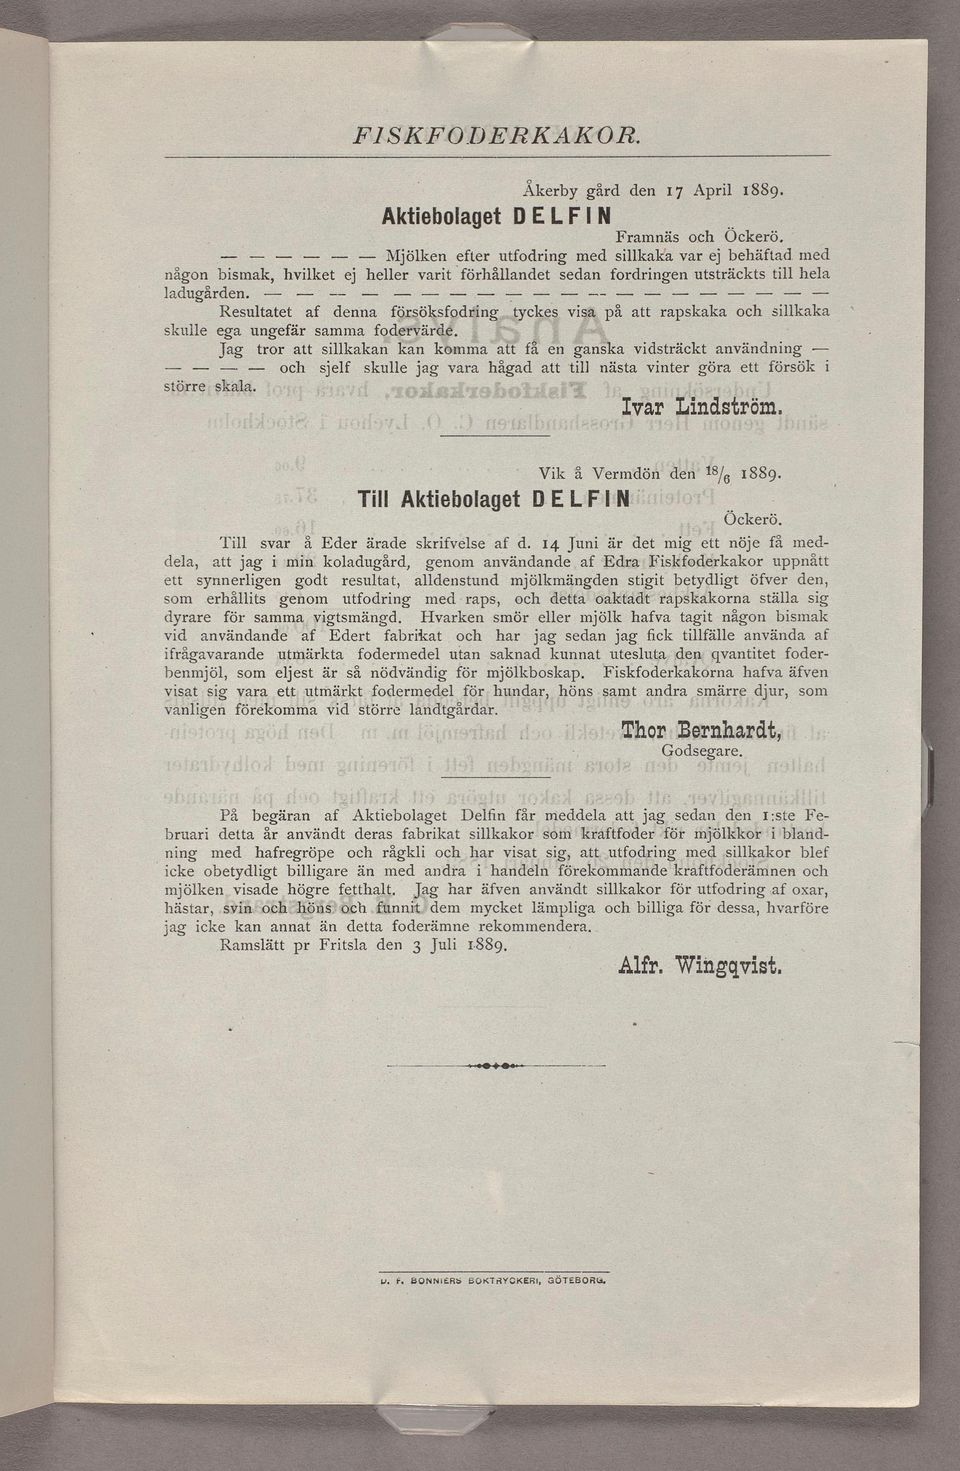 FISKFODERKAKOR.
Åkerby gård den 17 April 1889.
Aktiebolaget DELFIN
Framnäs och Öckerö.
— — — — — — Mjölken efter utfodring med sillkaka var ej behäftad med
någon bismak, hvilket ej heller varit förhållandet sedan fordringen utsträckts till hela
ladugården. — — — — — — — — — — — — — — — — — — —
Resultatet af denna försöksfodring tyckes visa på att rapskaka och sillkaka
skulle ega ungefär samma fodervärde.
Jag tror att sillkakan kan komma att få en ganska vidsträckt användning —
— — — — och sjelf skulle jag vara hågad att till nästa vinter göra ett försök i
större skala.
Ivar Lindström.
Vik å Vermdön den 18/6 1889.
Till Aktiebolaget DELFIN
Öckerö.
Till svar å Eder ärade skrifvelse af d. 14 Juni är det mig ett nöje få med-
dela, att jag i min koladugård, genom användande af Edra Fiskfoderkakor uppnått
ett synnerligen godt resultat, alldenstund mjölkmängden stigit betydligt öfver den,
som erhållits genom utfodring med raps, och detta oaktadt rapskakorna ställa sig
dyrare för samma vigtsmängd. Hvarken smör eller mjölk hafva tagit någon bismak
vid användande af Edert fabrikat och har jag sedan jag fick tillfälle använda af
ifrågavarande utmärkta fodermedel utan saknad kunnat utesluta den qvantitet foder-
benmjöl, som eljest är så nödvändig för mjölkboskap. Fiskfoderkakorna hafva äfven
visat sig vara ett utmärkt fodermedel för hundar, höns samt andra smärre djur, som
vanligen förekomma vid större landtgårdar.
Thor Bernhardt,
Godsegare.
På begäran af Aktiebolaget Delfin får meddela att jag sedan den 1:ste Fe-
bruari detta år användt deras fabrikat sillkakor som kraftfoder för mjölkkor i bland-
ning med hafregröpe och rågkli och har visat sig, att utfodring med sillkakor blef
icke obetydligt billigare än med andra i handeln förekommande kraftfoderämnen och
mjölken visade högre fetthalt. Jag har äfven användt sillkakor för utfodring af oxar,
hästar, svin och höns och funnit dem mycket lämpliga och billiga för dessa, hvarföre
jag icke kan annat än detta foderämne rekommendera.
Ramslätt pr Fritsla den 3 Juli 1889.
Alfr. Wingqvist.
D. F. BONNIERS BOKTRYCKERI, GÖTEBORG.